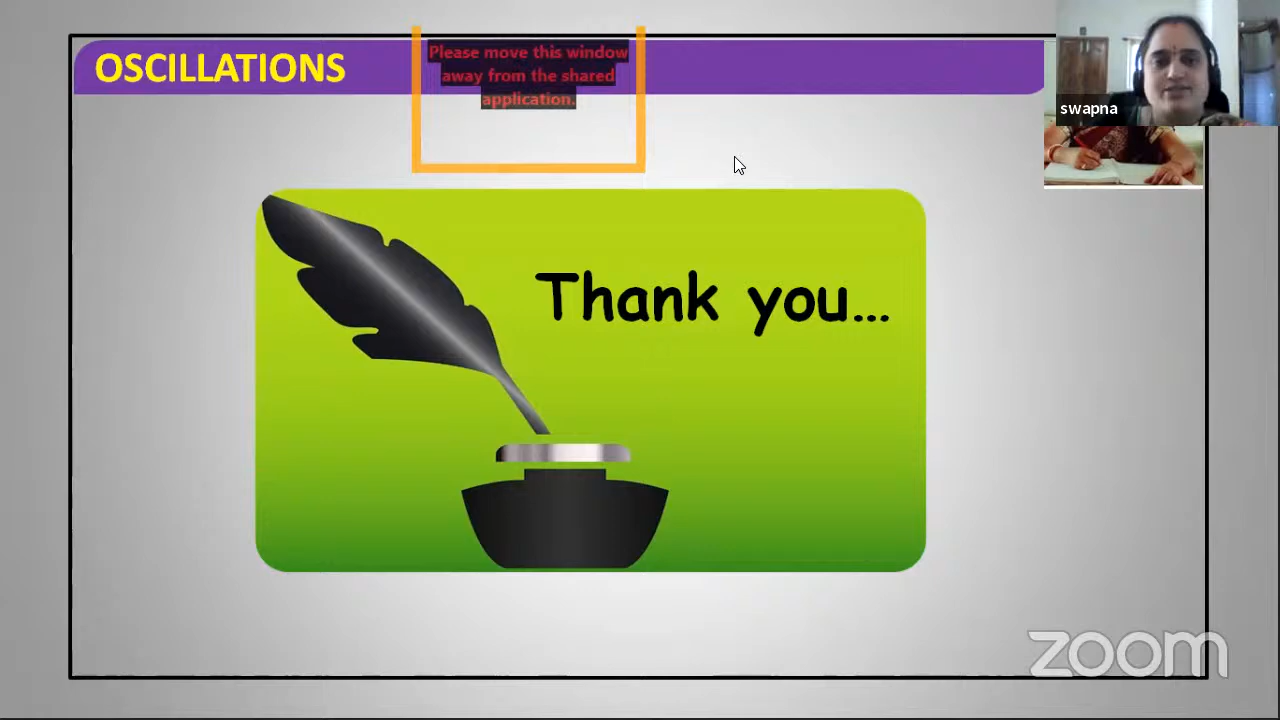 OSCILLATIONS
Please move this window
away from the shared
application.
swapna
Thank you...
zoom